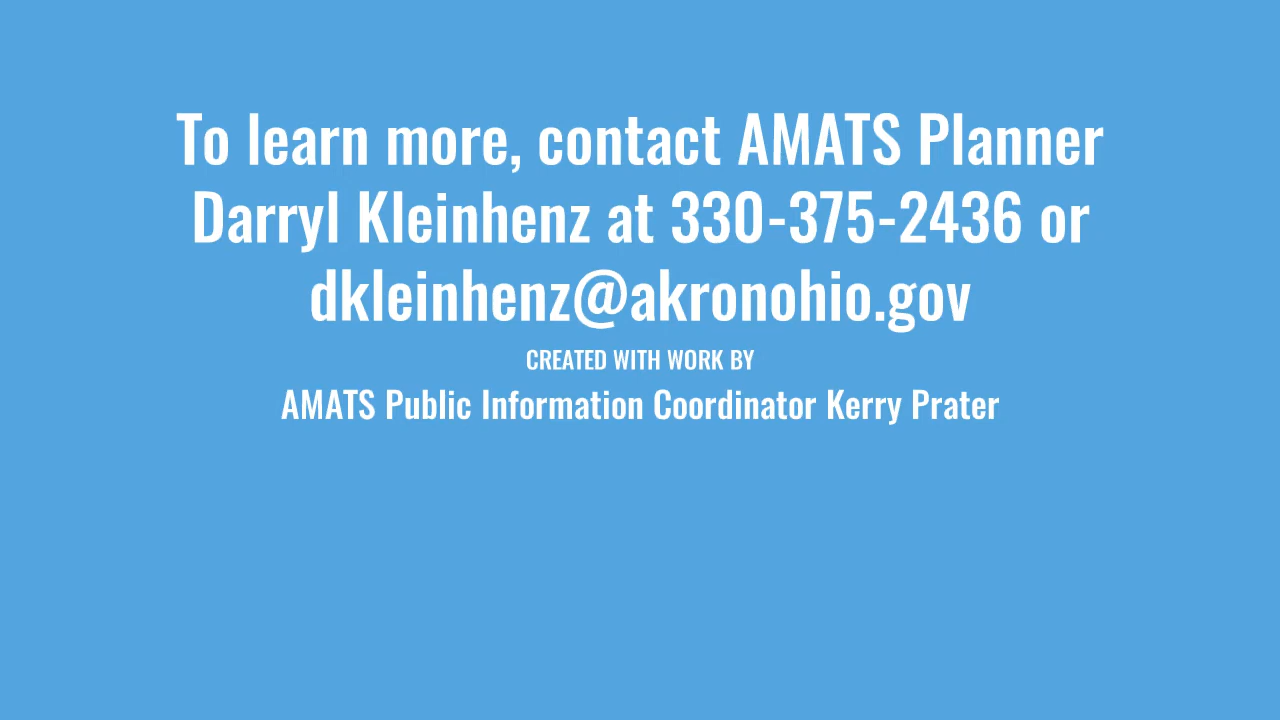 To learn more, contact AMATS Planner
Darryl Kleinhenz at 330-375-2436 or
dkleinhenz@akronohio.gov
CREATED WITH WORK BY
AMATS Public Information Coordinator Kerry Prater